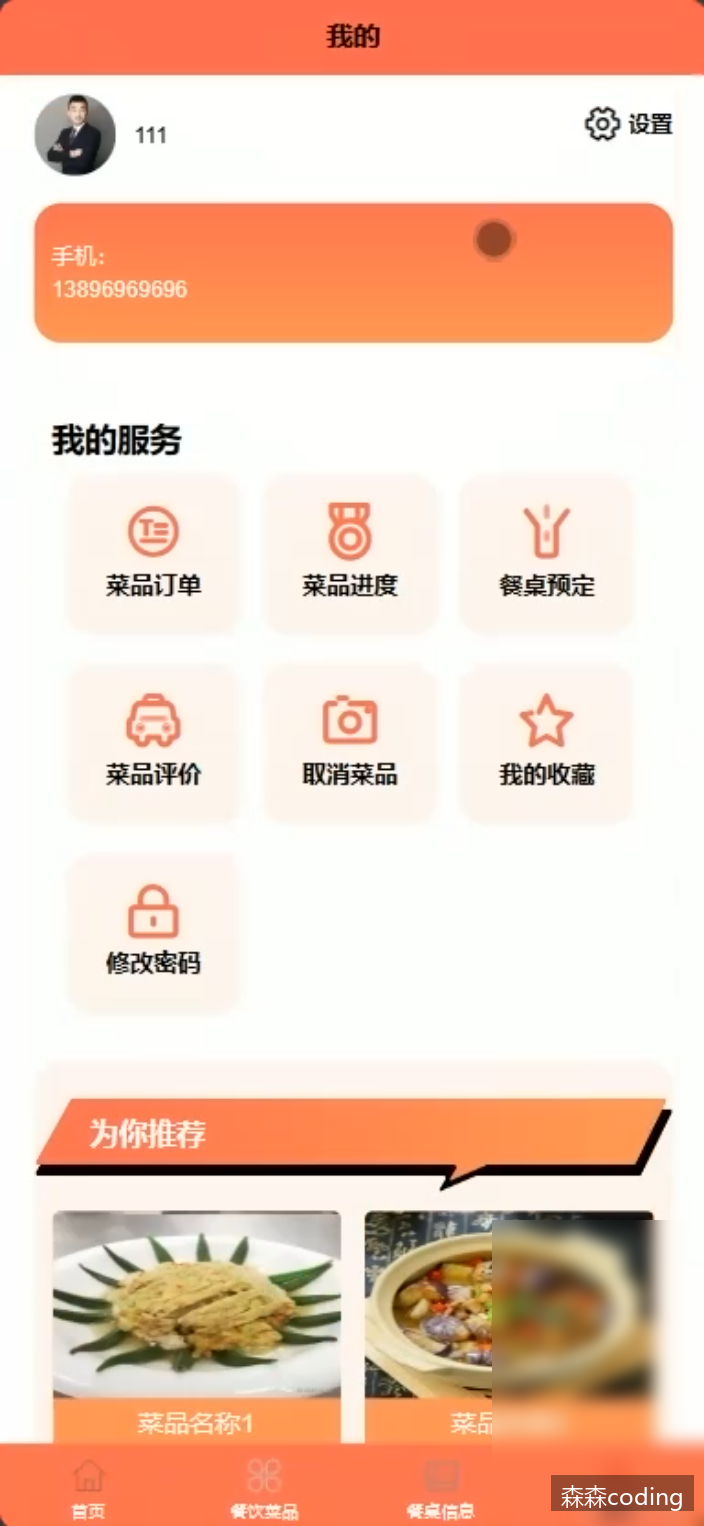 我的
111
设置
手机:
13896969696
我的服务
菜品订单
菜品进度
餐桌预定
菜品评价
取消菜品
我的收藏
修改密码
为你推荐
菜品名称1
菜品
首页
餐饮菜品
餐桌信息
森森coding